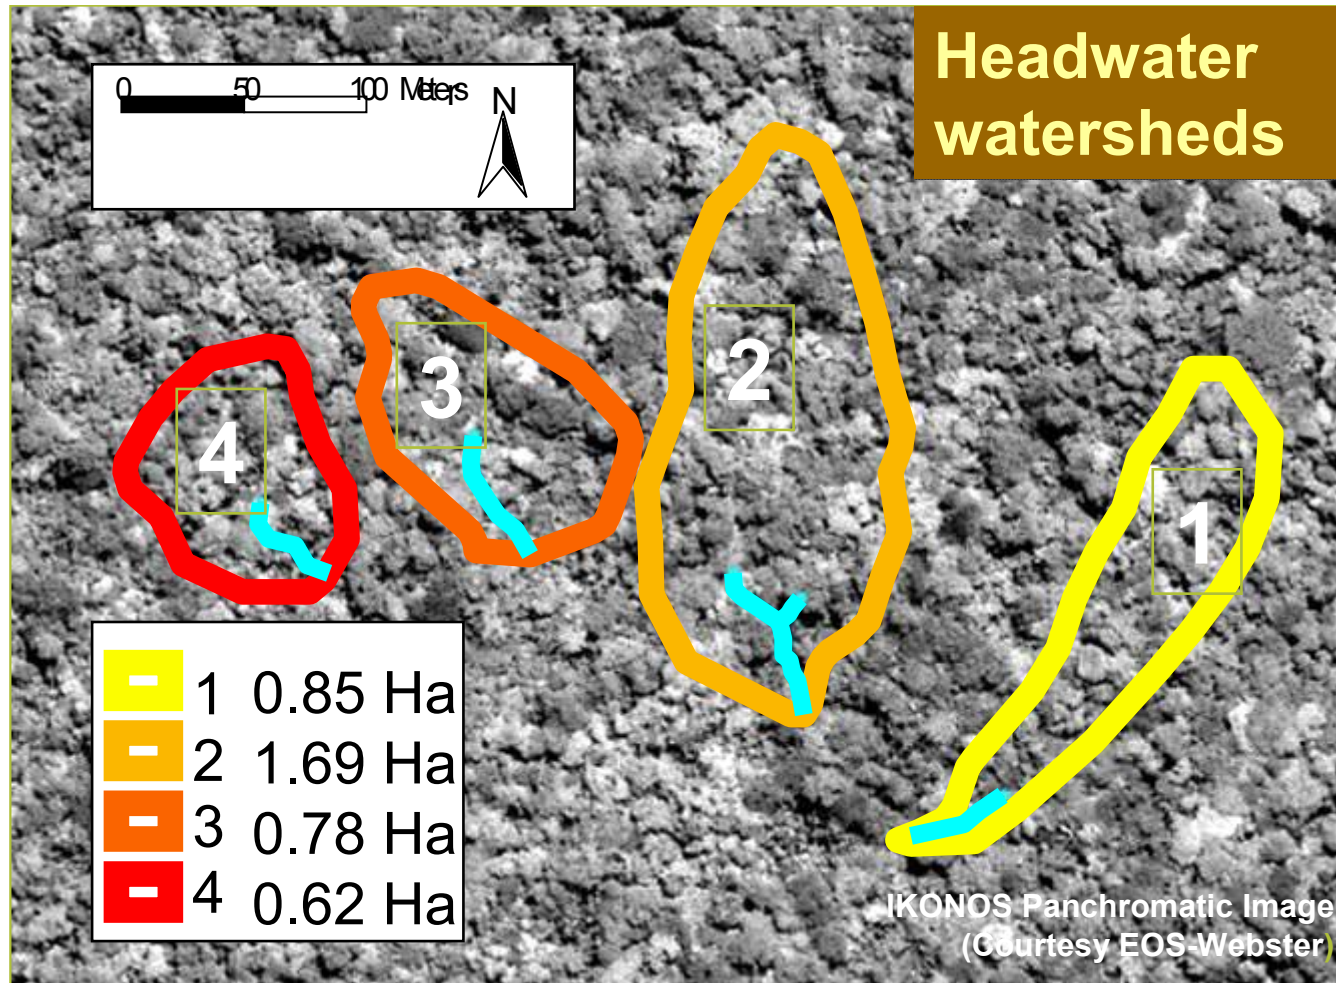 Headwater
watersheds
0 50 100 Meters
N
2
3
4
1
1 0.85 Ha
2 1.69 Ha
3 0.78 Ha
4 0.62 Ha
IKONOS Panchromatic Image
(Courtesy EOS-Webster)